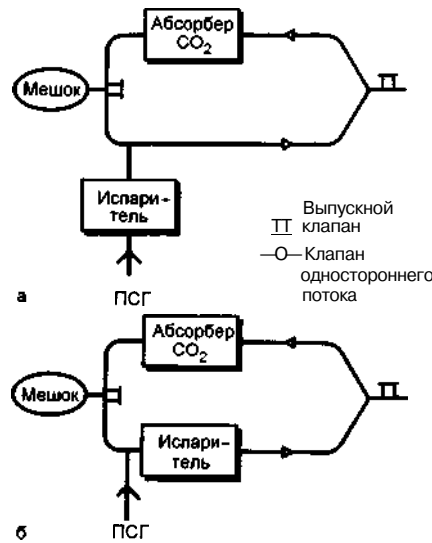 Абсорбер
CO2
Мешок
Испари-
тель
Выпускной
клапан
Клапан
одностороннего
потока
а
ПСГ
Абсорбер
CO2
Мешок
Испари-
тель
б
ПСГ